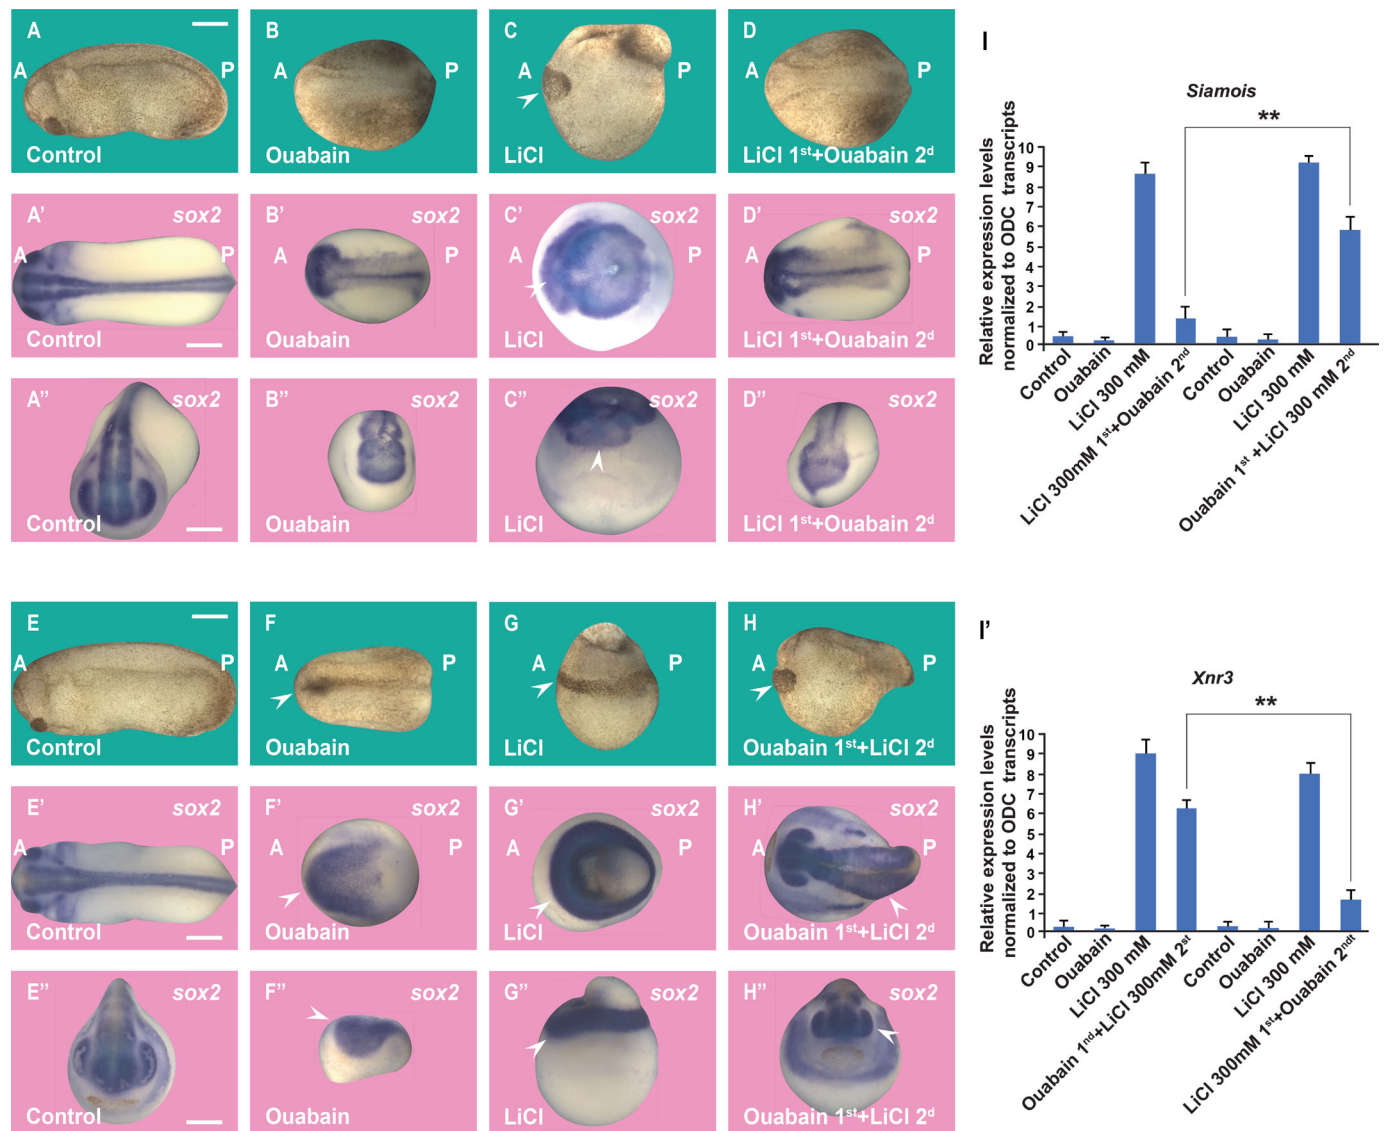 A
A P
Control
B
A P
Ouabain
C
A P
LiCl
D
A P
LiCl 1st+Ouabain 2d
A' sox2
A P
Control
B' sox2
A P
Ouabain
C' sox2
A P
LiCl
D' sox2
A P
LiCl 1st+Ouabain 2d
A" sox2
Control
B" sox2
Ouabain
C" sox2
LiCl
D" sox2
LiCl 1st+Ouabain 2d
E
A P
Control
F
A P
Ouabain
G
A P
LiCl
H
A P
Ouabain 1st+LiCl 2d
E' sox2
A P
Control
F' sox2
A P
Ouabain
G' sox2
A P
LiCl
H' sox2
A P
Ouabain 1st+LiCl 2d
E" sox2
Control
F" sox2
Ouabain
G" sox2
LiCl
H" sox2
Ouabain 1st+LiCl 2d
I
Siamois
**
Relative expression levels
normalized to ODC transcripts
10
9
8
7
6
5
4
3
2
1
0
Control
Ouabain
LiCl 300 mM
LiCl 300mM 1st+Ouabain 2nd
Control
Ouabain
LiCl 300 mM
Ouabain 1st +LiCl 300 mM 2nd
I'
Xnr3
**
Relative expression levels
normalized to ODC transcripts
10
9
8
7
6
5
4
3
2
1
0
Control
Ouabain
LiCl 300 mM
Ouabain 1nd+LiCl 300mM 2st
Control
Ouabain
LiCl 300 mM
LiCl 300mM 1st+Ouabain 2ndt